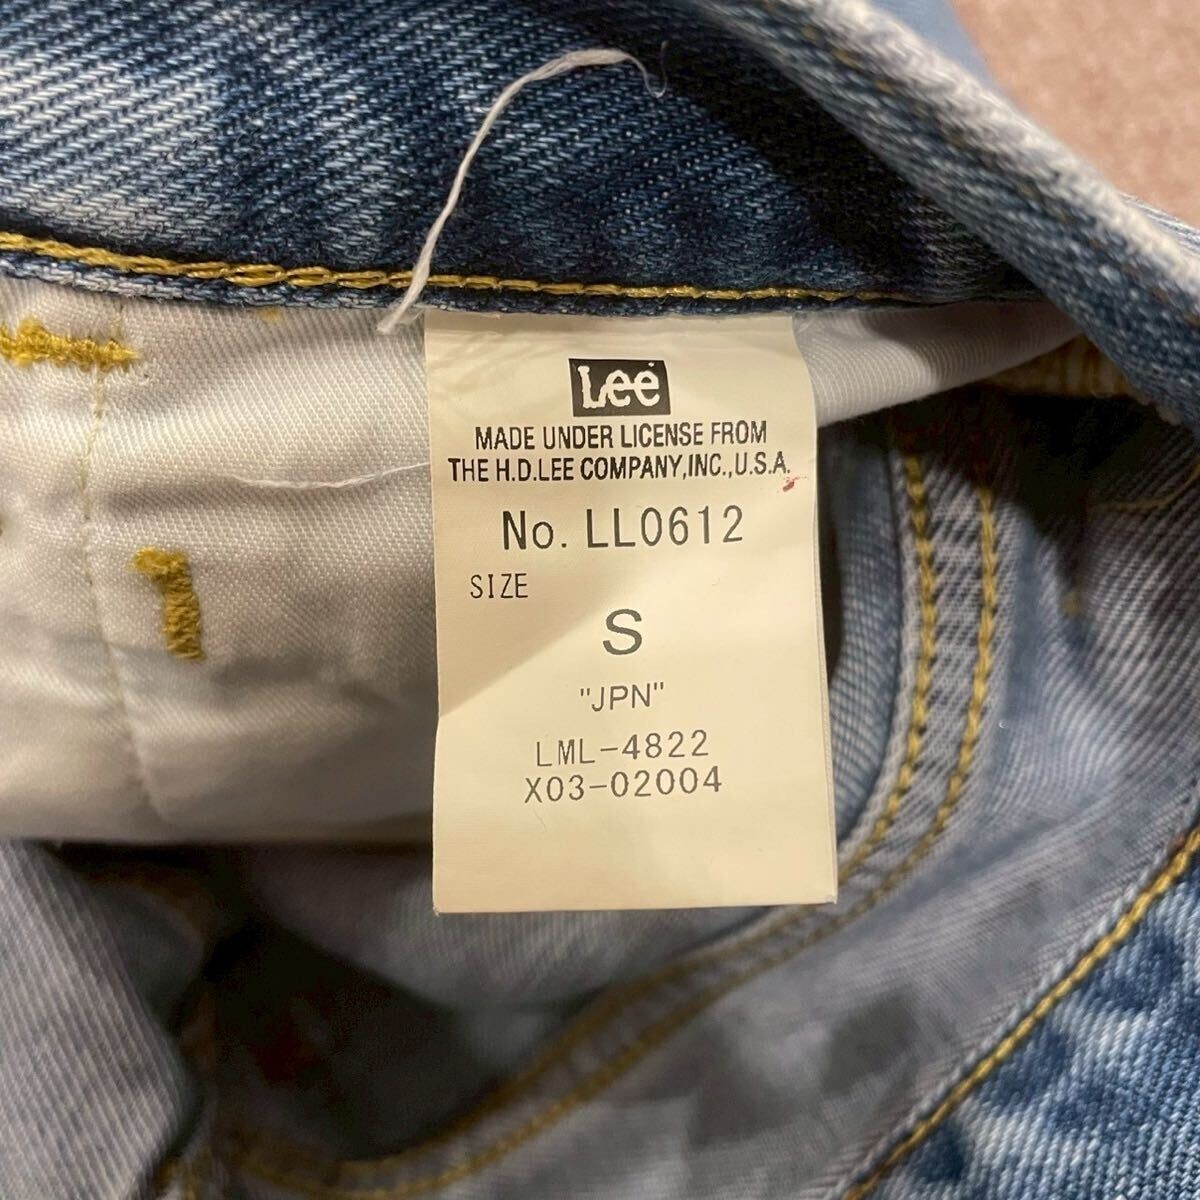 Lee
MADE UNDER LICENSE FROM
THE H.D.LEE COMPANY,INC.,U.S.A.
No. LL0612
SIZE
S
"JPN"
LML-4822
X03-02004